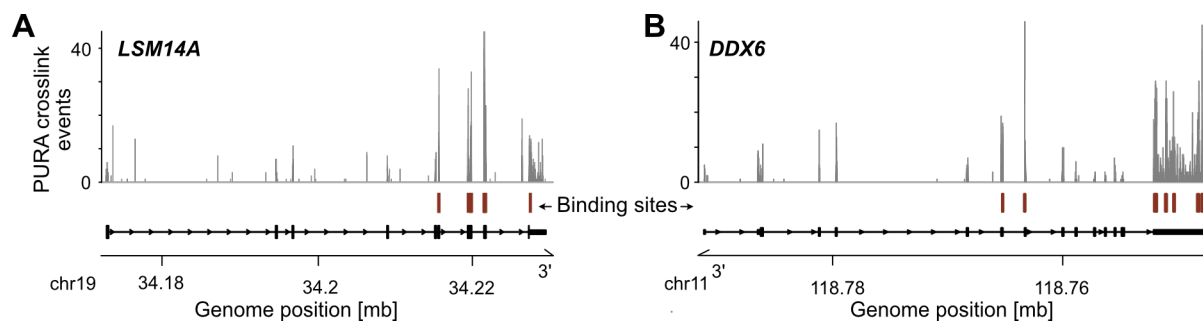 A
LSM14A
PURA crosslink
events
40
0
chr19
34.18
34.2
34.22
3'
Genome position [mb]
Binding sites
B
DDX6
40
0
chr11
3'
118.78
118.76
Genome position [mb]